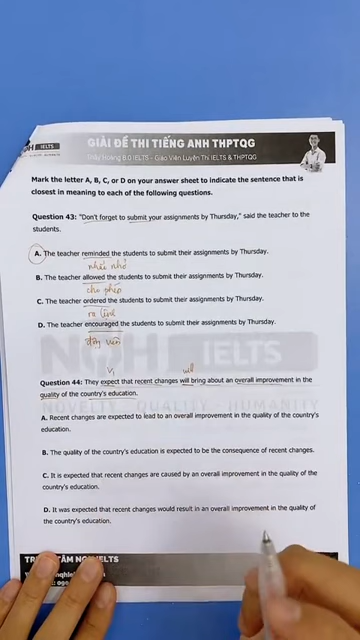 IELTS
GIẢI ĐỀ THI TIẾNG ANH THPTQG
Thầy Hoàng 8.0 IELTS - Giáo Viên Luyện Thi IELTS & THPTQG
Mark the letter A, B, C, or D on your answer sheet to indicate the sentence that is
closest in meaning to each of the following questions.
Question 43: "Don't forget to submit your assignments by Thursday," said the teacher to the
students.
A. The teacher reminded the students to submit their assignments by Thursday.
nhắc nhở
B. The teacher allowed the students to submit their assignments by Thursday.
cho phép
C. The teacher ordered the students to submit their assignments by Thursday.
ra lệnh
D. The teacher encouraged the students to submit their assignments by Thursday.
động viên
IELTS
V1 will
Question 44: They expect that recent changes will bring about an overall improvement in the
quality of the country's education.
NOVELTY - QUALITY - HUMANITY
A. Recent changes are expected to lead to an overall improvement in the quality of the country's
education.
B. The quality of the country's education is expected to be the consequence of recent changes.
C. It is expected that recent changes are caused by an overall improvement in the quality of the
country's education.
D. It was expected that recent changes would result in an overall improvement in the quality of
the country's education.